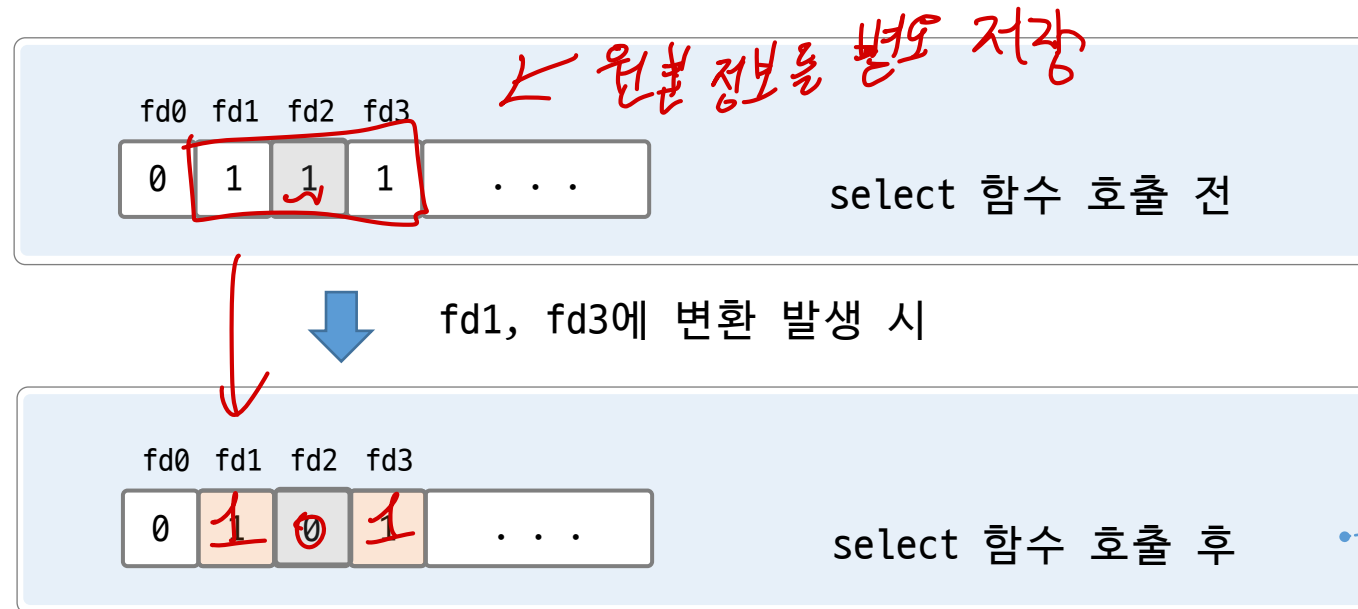 원본 정보를 별도 저장
fd0 fd1 fd2 fd3
0 1 1 1 . . .
select 함수 호출 전
fd1, fd3에 변환 발생 시
fd0 fd1 fd2 fd3
0 1 0 1 . . .
select 함수 호출 후